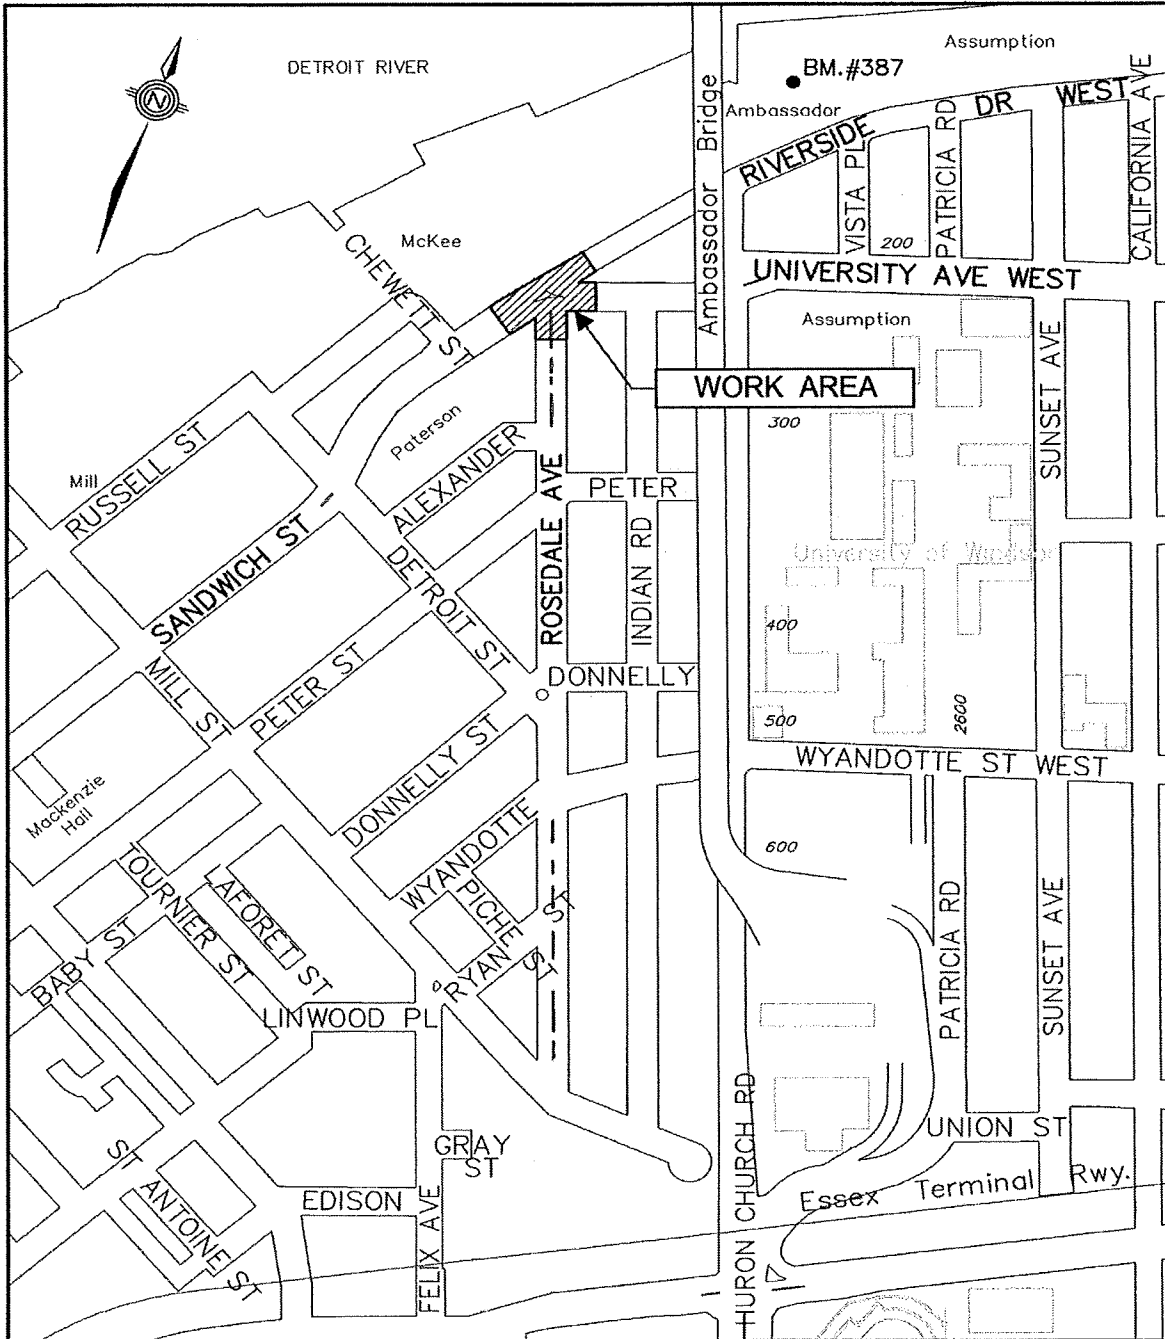 Assumption
DETROIT RIVER
BM.#387
N
Ambassador
RIVERSIDE DR WEST
CALIFORNIA AVE
Ambassador Bridge
VISTA PL
PATRICIA RD
200
McKee
CHEWETT ST
UNIVERSITY AVE WEST
Assumption
WORK AREA
300
SUNSET AVE
Paterson
ALEXANDER
RUSSELL ST
Mill
PETER
ROSEDALE AVE
INDIAN RD
SANDWICH ST
University of Windsor
DETROIT ST
400
MILL ST
PETER ST
DONNELLY
500
2600
WYANDOTTE ST WEST
DONNELLY ST
Mackenzie
Hall
WYANDOTTE
600
TOURNIER ST
LAFORET ST
PICHE ST
RYAN ST
BABY ST
PATRICIA RD
SUNSET AVE
LINWOOD PL
HURON CHURCH RD
UNION ST
GRAY
ST
Essex Terminal Rwy.
EDISON
ST ANTOINE ST
FELIX AVE